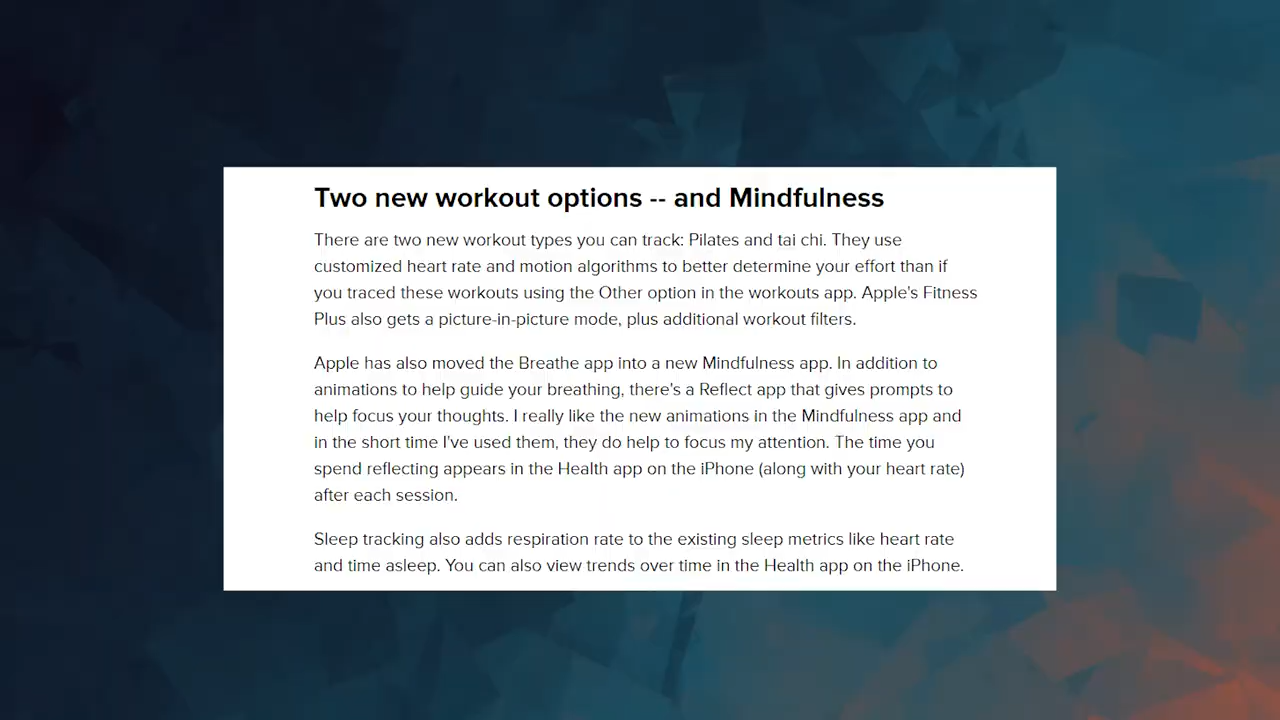 Two new workout options -- and Mindfulness
There are two new workout types you can track: Pilates and tai chi. They use
customized heart rate and motion algorithms to better determine your effort than if
you traced these workouts using the Other option in the workouts app. Apple's Fitness
Plus also gets a picture-in-picture mode, plus additional workout filters.
Apple has also moved the Breathe app into a new Mindfulness app. In addition to
animations to help guide your breathing, there's a Reflect app that gives prompts to
help focus your thoughts. I really like the new animations in the Mindfulness app and
in the short time I've used them, they do help to focus my attention. The time you
spend reflecting appears in the Health app on the iPhone (along with your heart rate)
after each session.
Sleep tracking also adds respiration rate to the existing sleep metrics like heart rate
and time asleep. You can also view trends over time in the Health app on the iPhone.